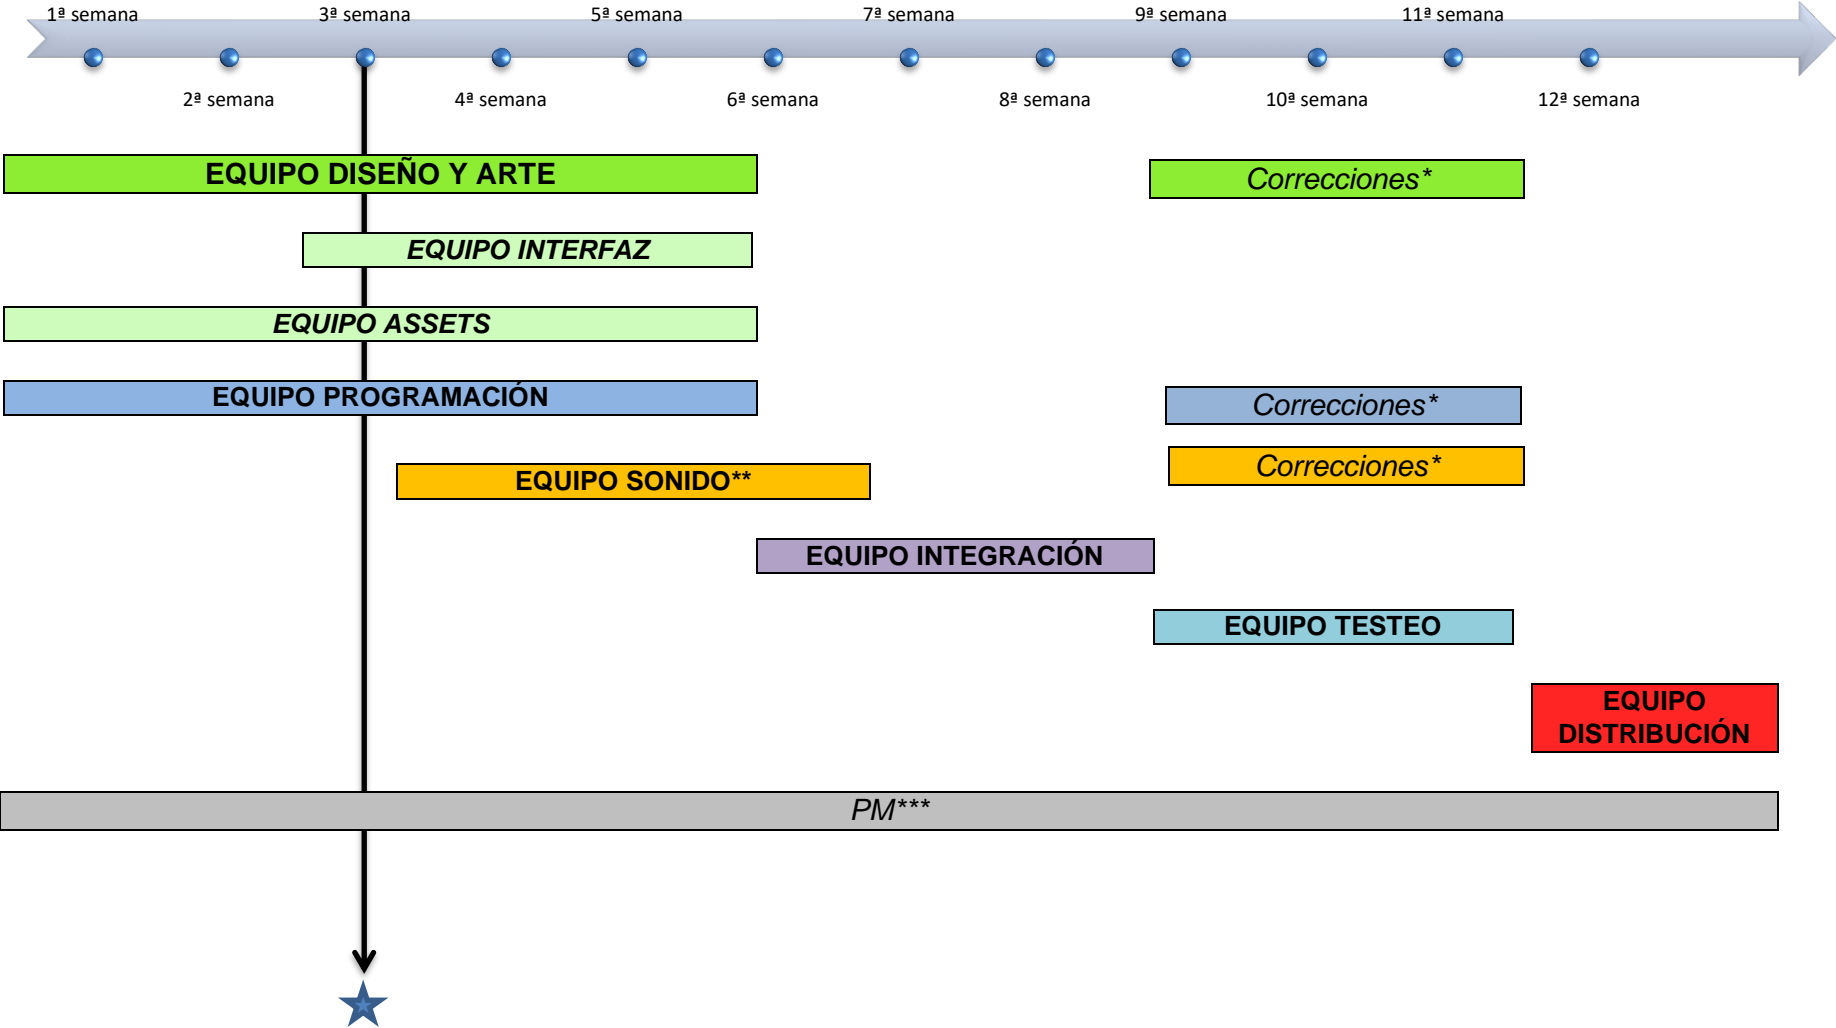 1ª semana
3ª semana
5ª semana
7ª semana
9ª semana
11ª semana
2ª semana
4ª semana
6ª semana
8ª semana
10ª semana
12ª semana
EQUIPO DISEÑO Y ARTE
Correcciones*
EQUIPO INTERFAZ
EQUIPO ASSETS
EQUIPO PROGRAMACIÓN
Correcciones*
EQUIPO SONIDO**
Correcciones*
EQUIPO INTEGRACIÓN
EQUIPO TESTEO
EQUIPO
DISTRIBUCIÓN
PM***